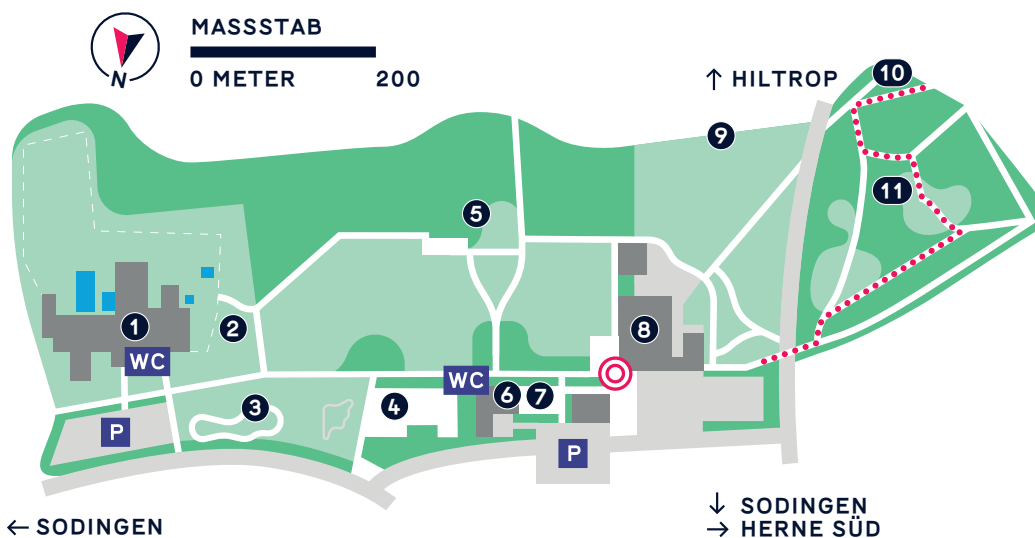 MASSSTAB
0 METER 200
N
↑ HILTROP
10
9
11
5
1
2
8
WC
WC
6
7
3
4
P
P
← SODINGEN
↓ SODINGEN
→ HERNE SÜD